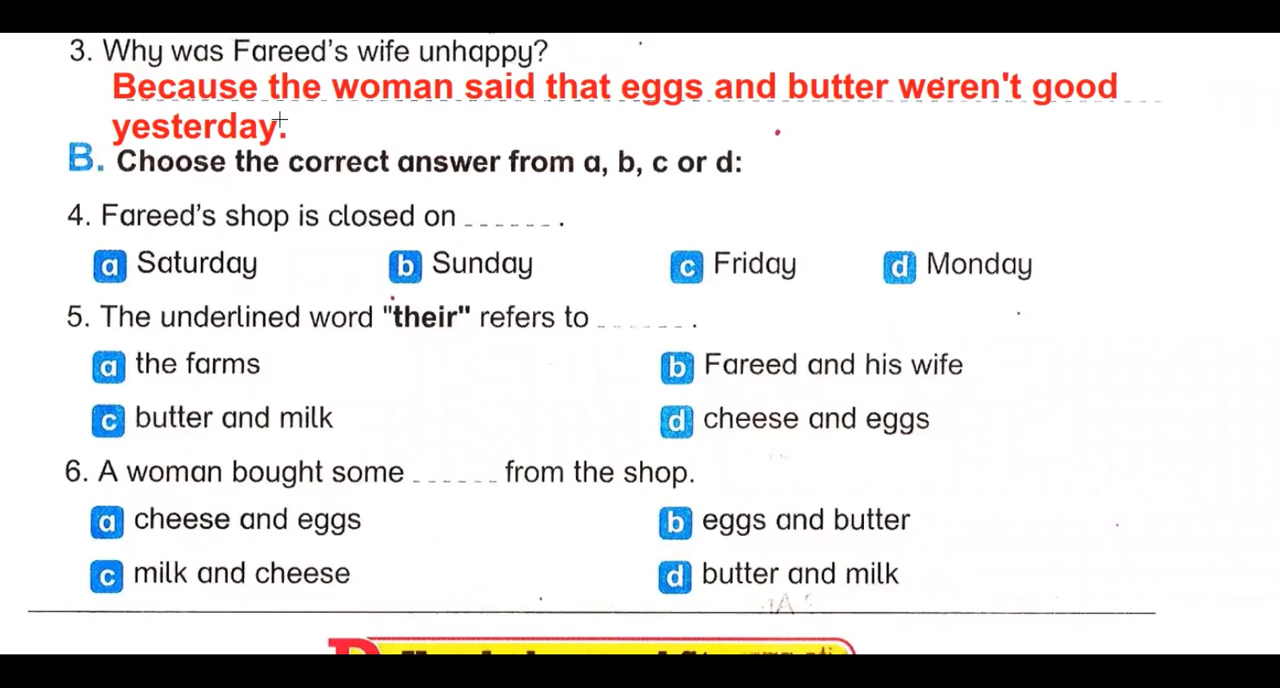 3. Why was Fareed's wife unhappy?
Because the woman said that eggs and butter weren't good
yesterday.
B. Choose the correct answer from a, b, c or d:
4. Fareed's shop is closed on ______ .
a Saturday b Sunday c Friday d Monday
5. The underlined word "their" refers to _______ .
a the farms b Fareed and his wife
c butter and milk d cheese and eggs
6. A woman bought some ______ from the shop.
a cheese and eggs b eggs and butter
c milk and cheese d butter and milk